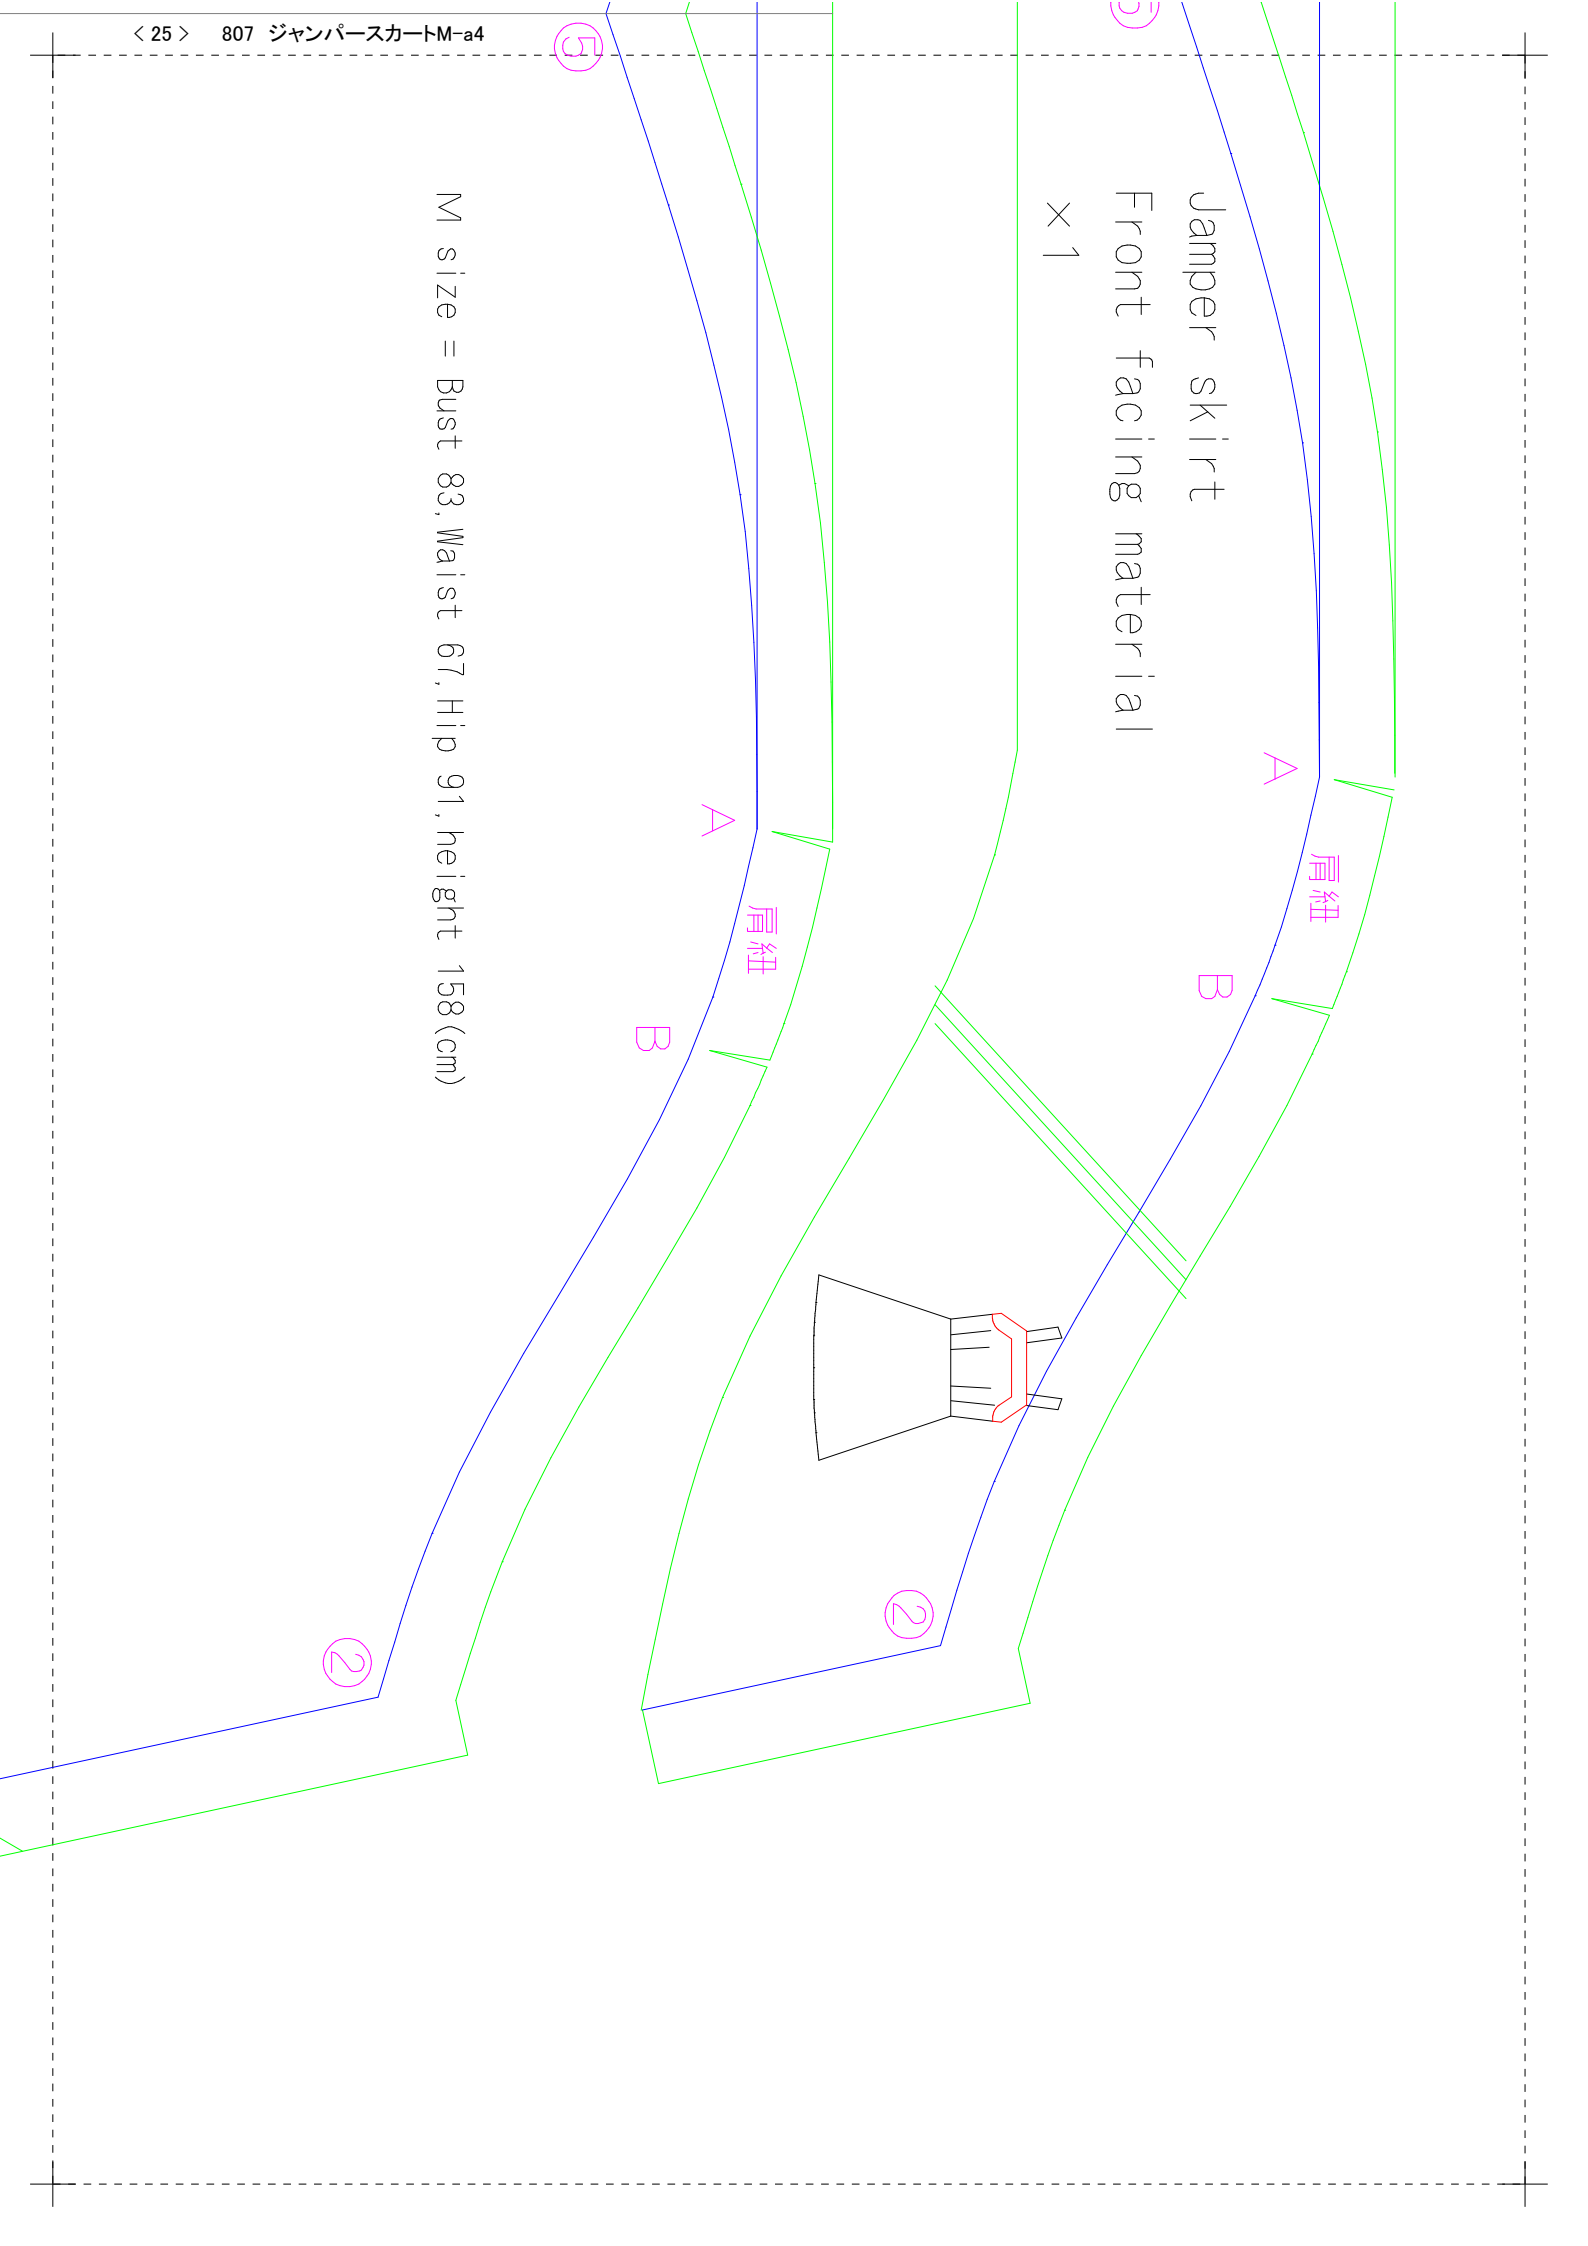 < 25 >   807  ジャンパースカートM-a4
⑤
⑤
Jamper skirt
Front facing material
×1
M size = Bust 83,Waist 67,Hip 91,height 158(cm)
A
肩紐
B
A
肩紐
B
②
②